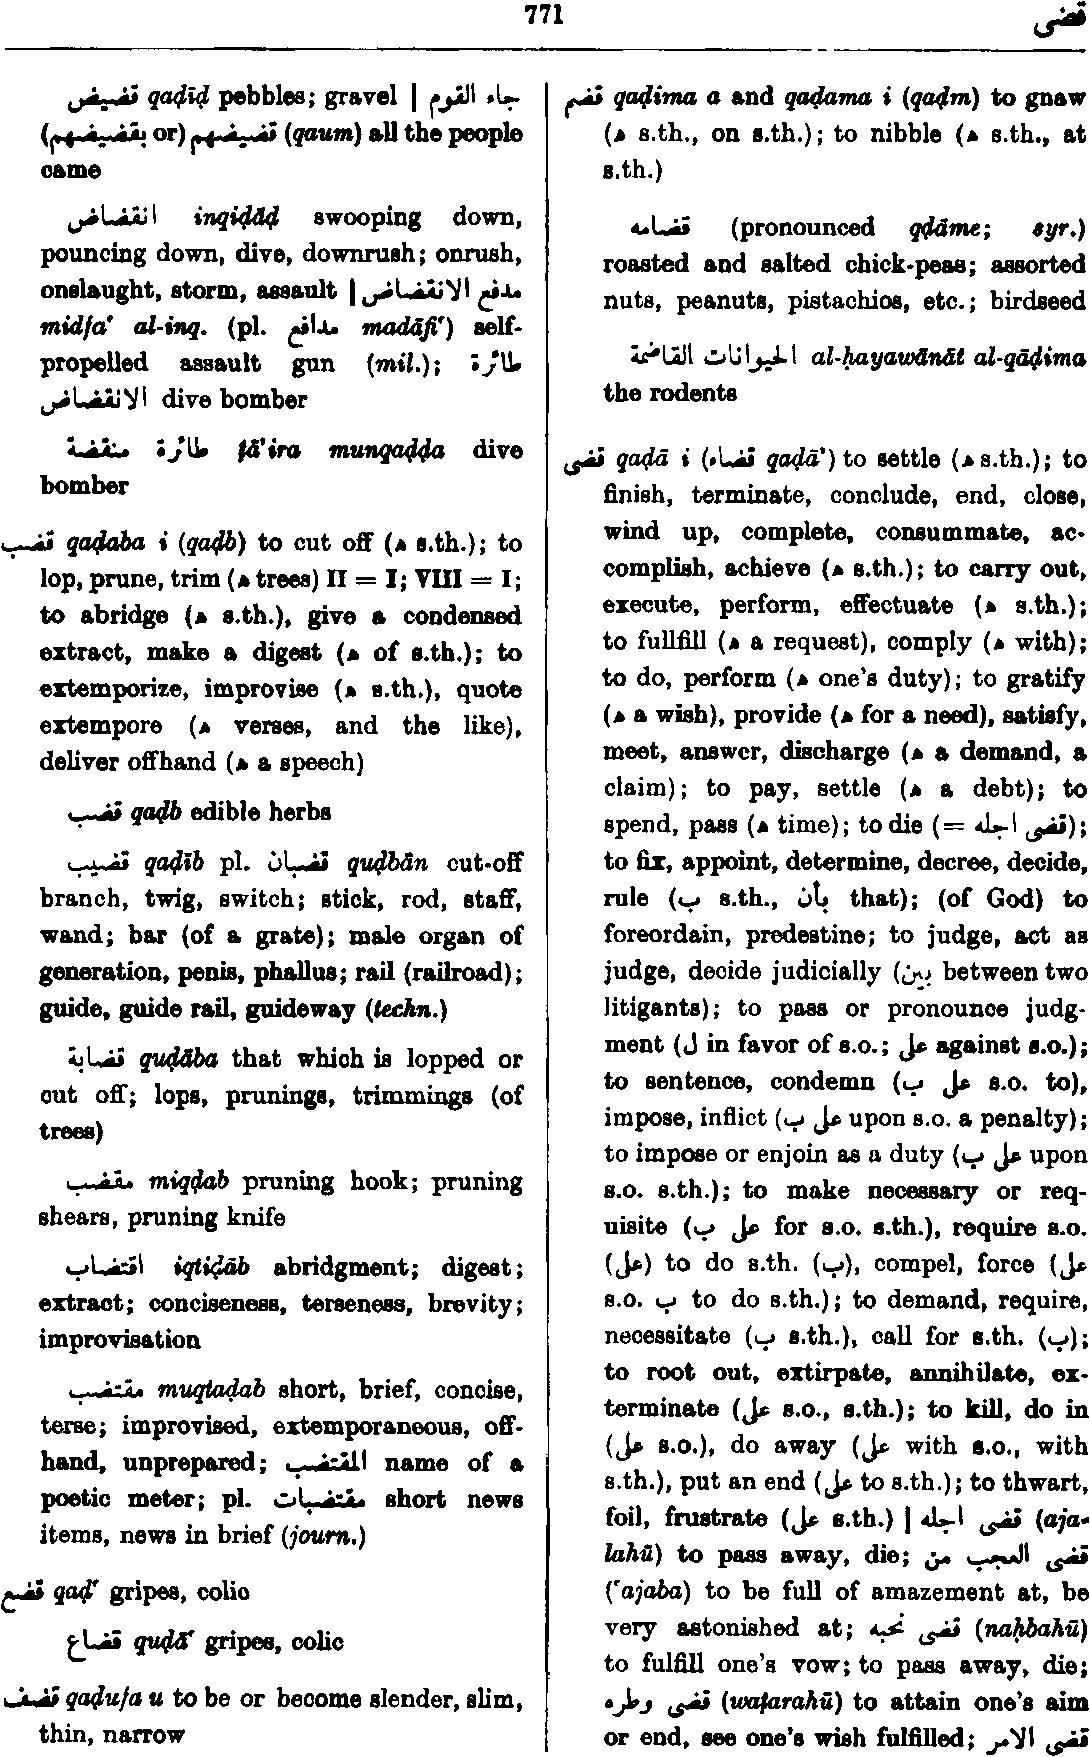 771
قضى
قضيض qaḍīḍ pebbles; gravel | جاء القوم
(بقضيضهم or) قضيضهم (qaum) all the people
came
انقضاض inqiḍāḍ swooping down,
pouncing down, dive, downrush; onrush,
onslaught, storm, assault | مدفع الانقضاض
midfaʿ al-inq. (pl. مدافع madāfiʿ) self-
propelled assault gun (mil.); طائرة
الانقضاض dive bomber
طائرة منقضة ṭāʾira munqaḍḍa dive
bomber
قضب qaḍaba i (qaḍb) to cut off (ه s.th.); to
lop, prune, trim (ه trees) II = I; VIII = I;
to abridge (ه s.th.), give a condensed
extract, make a digest (ه of s.th.); to
extemporize, improvise (ه s.th.), quote
extempore (ه verses, and the like),
deliver offhand (ه a speech)
قضب qaḍb edible herbs
قضيب qaḍīb pl. قضبان quḍbān cut-off
branch, twig, switch; stick, rod, staff,
wand; bar (of a grate); male organ of
generation, penis, phallus; rail (railroad);
guide, guide rail, guideway (techn.)
قضابة quḍāba that which is lopped or
cut off; lops, prunings, trimmings (of
trees)
مقضب miqḍab pruning hook; pruning
shears, pruning knife
اقتضاب iqtiḍāb abridgment; digest;
extract; conciseness, terseness, brevity;
improvisation
مقتضب muqtaḍab short, brief, concise,
terse; improvised, extemporaneous, off-
hand, unprepared; المقتضب name of a
poetic meter; pl. مقتضبات short news
items, news in brief (journ.)
قضع qaḍʿ gripes, colic
قضاع quḍāʿ gripes, colic
قضف qaḍufa u to be or become slender, slim,
thin, narrow
قضم qaḍima a and qaḍama i (qaḍm) to gnaw
(ه s.th., on s.th.); to nibble (ه s.th., at
s.th.)
قضامه (pronounced qḍāme; syr.)
roasted and salted chick-peas; assorted
nuts, peanuts, pistachios, etc.; birdseed
الحيوانات القاضمة al-ḥayawānāt al-qāḍima
the rodents
قضى qaḍā i (قضاء qaḍāʾ) to settle (ه s.th.); to
finish, terminate, conclude, end, close,
wind up, complete, consummate, ac-
complish, achieve (ه s.th.); to carry out,
execute, perform, effectuate (ه s.th.);
to fullfill (ه a request), comply (ه with);
to do, perform (ه one's duty); to gratify
(ه a wish), provide (ه for a need), satisfy,
meet, answer, discharge (ه a demand, a
claim); to pay, settle (ه a debt); to
spend, pass (ه time); to die (= قضى اجله);
to fix, appoint, determine, decree, decide,
rule (ب s.th., بأن that); (of God) to
foreordain, predestine; to judge, act as
judge, decide judicially (بين between two
litigants); to pass or pronounce judg-
ment (ل in favor of s.o.; على against s.o.);
to sentence, condemn (على ب s.o. to),
impose, inflict (على ب upon s.o. a penalty);
to impose or enjoin as a duty (على ب upon
s.o. s.th.); to make necessary or req-
uisite (على ب for s.o. s.th.), require s.o.
(على) to do s.th. (ب), compel, force (على
s.o. ب to do s.th.); to demand, require,
necessitate (ب s.th.), call for s.th. (ب);
to root out, extirpate, annihilate, ex-
terminate (على s.o., s.th.); to kill, do in
(على s.o.), do away (على with s.o., with
s.th.), put an end (على to s.th.); to thwart,
foil, frustrate (على s.th.) | قضى اجله (aja-
lahū) to pass away, die; قضى العجب من
(ʿajaba) to be full of amazement at, be
very astonished at; قضى نحبه (naḥbahū)
to fulfill one's vow; to pass away, die;
قضى وطره (waṭarahū) to attain one's aim
or end, see one's wish fulfilled; قضى الامر